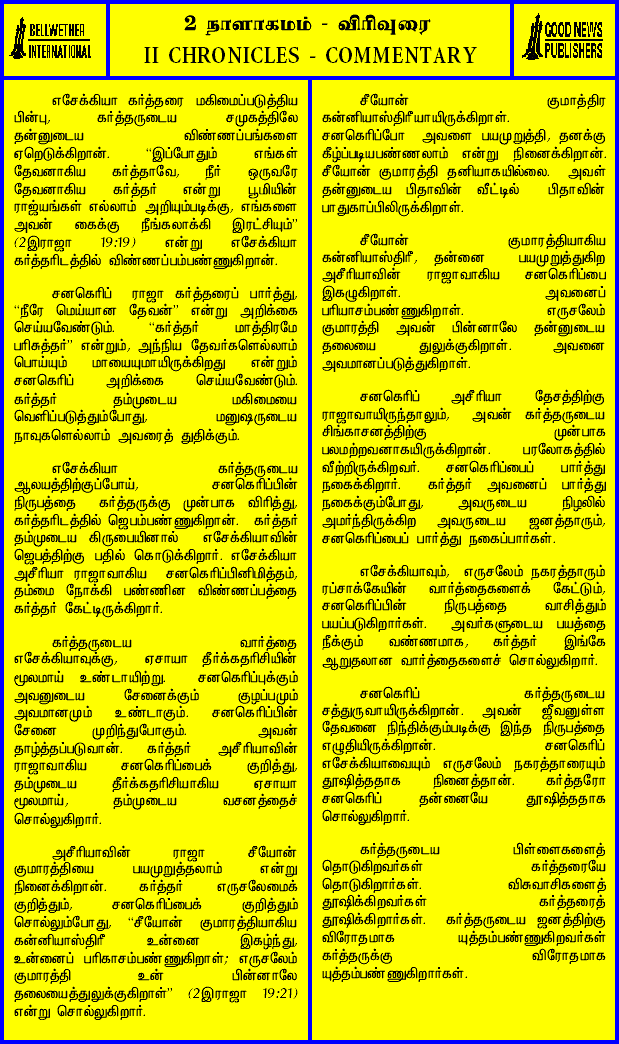 BELLWETHER
INTERNATIONAL
2 நாளாகமம் - விரிவுரை
II CHRONICLES - COMMENTARY
GOOD NEWS
PUBLISHERS
எசேக்கியா கர்த்தரை மகிமைப்படுத்திய
பின்பு, கர்த்தருடைய சமுகத்திலே
தன்னுடைய விண்ணப்பங்களை
ஏறெடுக்கிறான். “இப்போதும் எங்கள்
தேவனாகிய கர்த்தாவே, நீர் ஒருவரே
தேவனாகிய கர்த்தர் என்று பூமியின்
ராஜ்யங்கள் எல்லாம் அறியும்படிக்கு, எங்களை
அவன் கைக்கு நீங்கலாக்கி இரட்சியும்”
(2இராஜா 19:19) என்று எசேக்கியா
கர்த்தரிடத்தில் விண்ணப்பம்பண்ணுகிறான்.
சனகெரிப் ராஜா கர்த்தரைப் பார்த்து,
“நீரே மெய்யான தேவன்” என்று அறிக்கை
செய்யவேண்டும். “கர்த்தர் மாத்திரமே
பரிசுத்தர்” என்றும், அந்நிய தேவர்களெல்லாம்
பொய்யும் மாயையுமாயிருக்கிறது என்றும்
சனகெரிப் அறிக்கை செய்யவேண்டும்.
கர்த்தர் தம்முடைய மகிமையை
வெளிப்படுத்தும்போது, மனுஷருடைய
நாவுகளெல்லாம் அவரைத் துதிக்கும்.
எசேக்கியா கர்த்தருடைய
ஆலயத்திற்குப்போய், சனகெரிப்பின்
நிருபத்தை கர்த்தருக்கு முன்பாக விரித்து,
கர்த்தரிடத்தில் ஜெபம்பண்ணுகிறான். கர்த்தர்
தம்முடைய கிருபையினால் எசேக்கியாவின்
ஜெபத்திற்கு பதில் கொடுக்கிறார். எசேக்கியா
அசீரியா ராஜாவாகிய சனகெரிப்பினிமித்தம்,
தம்மை நோக்கி பண்ணின விண்ணப்பத்தை
கர்த்தர் கேட்டிருக்கிறார்.
கர்த்தருடைய வார்த்தை
எசேக்கியாவுக்கு, ஏசாயா தீர்க்கதரிசியின்
மூலமாய் உண்டாயிற்று. சனகெரிப்புக்கும்
அவனுடைய சேனைக்கும் குழப்பமும்
அவமானமும் உண்டாகும். சனகெரிப்பின்
சேனை முறிந்துபோகும். அவன்
தாழ்த்தப்படுவான். கர்த்தர் அசீரியாவின்
ராஜாவாகிய சனகெரிப்பைக் குறித்து,
தம்முடைய தீர்க்கதரிசியாகிய ஏசாயா
மூலமாய், தம்முடைய வசனத்தைச்
சொல்லுகிறார்.
அசீரியாவின் ராஜா சீயோன்
குமாரத்தியை பயமுறுத்தலாம் என்று
நினைக்கிறான். கர்த்தர் எருசலேமைக்
குறித்தும், சனகெரிப்பைக் குறித்தும்
சொல்லும்போது, “சீயோன் குமாரத்தியாகிய
கன்னியாஸ்திரீ உன்னை இகழ்ந்து,
உன்னைப் பரிகாசம்பண்ணுகிறாள்; எருசலேம்
குமாரத்தி உன் பின்னாலே
தலையைத்துலுக்குகிறாள்” (2இராஜா 19:21)
என்று சொல்லுகிறார்.
சீயோன் குமாத்திர
கன்னியாஸ்திரீயாயிருக்கிறாள்.
சனகெரிப்போ அவளை பயமுறுத்தி, தனக்கு
கீழ்ப்படியபண்ணலாம் என்று நினைக்கிறான்.
சீயோன் குமாரத்தி தனியாகயில்லை. அவள்
தன்னுடைய பிதாவின் வீட்டில் பிதாவின்
பாதுகாப்பிலிருக்கிறாள்.
சீயோன் குமாரத்தியாகிய
கன்னியாஸ்திரீ, தன்னை பயமுறுத்துகிற
அசீரியாவின் ராஜாவாகிய சனகெரிப்பை
இகழுகிறாள். அவனைப்
பரியாசம்பண்ணுகிறாள். எருசலேம்
குமாரத்தி அவன் பின்னாலே தன்னுடைய
தலையை துலுக்குகிறாள். அவனை
அவமானப்படுத்துகிறாள்.
சனகெரிப் அசீரியா தேசத்திற்கு
ராஜாவாயிருந்தாலும், அவன் கர்த்தருடைய
சிங்காசனத்திற்கு முன்பாக
பலமற்றவனாகயிருக்கிறான். பரலோகத்தில்
வீற்றிருக்கிறவர். சனகெரிப்பைப் பார்த்து
நகைக்கிறார். கர்த்தர் அவனைப் பார்த்து
நகைக்கும்போது, அவருடைய நிழலில்
அமர்ந்திருக்கிற அவருடைய ஜனத்தாரும்,
சனகெரிப்பைப் பார்த்து நகைப்பார்கள்.
எசேக்கியாவும், எருசலேம் நகரத்தாரும்
ரப்சாக்கேயின் வார்த்தைகளைக் கேட்டும்,
சனகெரிப்பின் நிருபத்தை வாசித்தும்
பயப்படுகிறார்கள். அவர்களுடைய பயத்தை
நீக்கும் வண்ணமாக, கர்த்தர் இங்கே
ஆறுதலான வார்த்தைகளைச் சொல்லுகிறார்.
சனகெரிப் கர்த்தருடைய
சத்துருவாயிருக்கிறான். அவன் ஜீவனுள்ள
தேவனை நிந்திக்கும்படிக்கு இந்த நிருபத்தை
எழுதியிருக்கிறான். சனகெரிப்
எசேக்கியாவையும் எருசலேம் நகரத்தாரையும்
தூஷித்ததாக நினைத்தான். கர்த்தரோ
சனகெரிப் தன்னையே தூஷித்ததாக
சொல்லுகிறார்.
கர்த்தருடைய பிள்ளைகளைத்
தொடுகிறவர்கள் கர்த்தரையே
தொடுகிறார்கள். விசுவாசிகளைத்
தூஷிக்கிறவர்கள் கர்த்தரைத்
தூஷிக்கிறார்கள். கர்த்தருடைய ஜனத்திற்கு
விரோதமாக யுத்தம்பண்ணுகிறவர்கள்
கர்த்தருக்கு விரோதமாக
யுத்தம்பண்ணுகிறார்கள்.